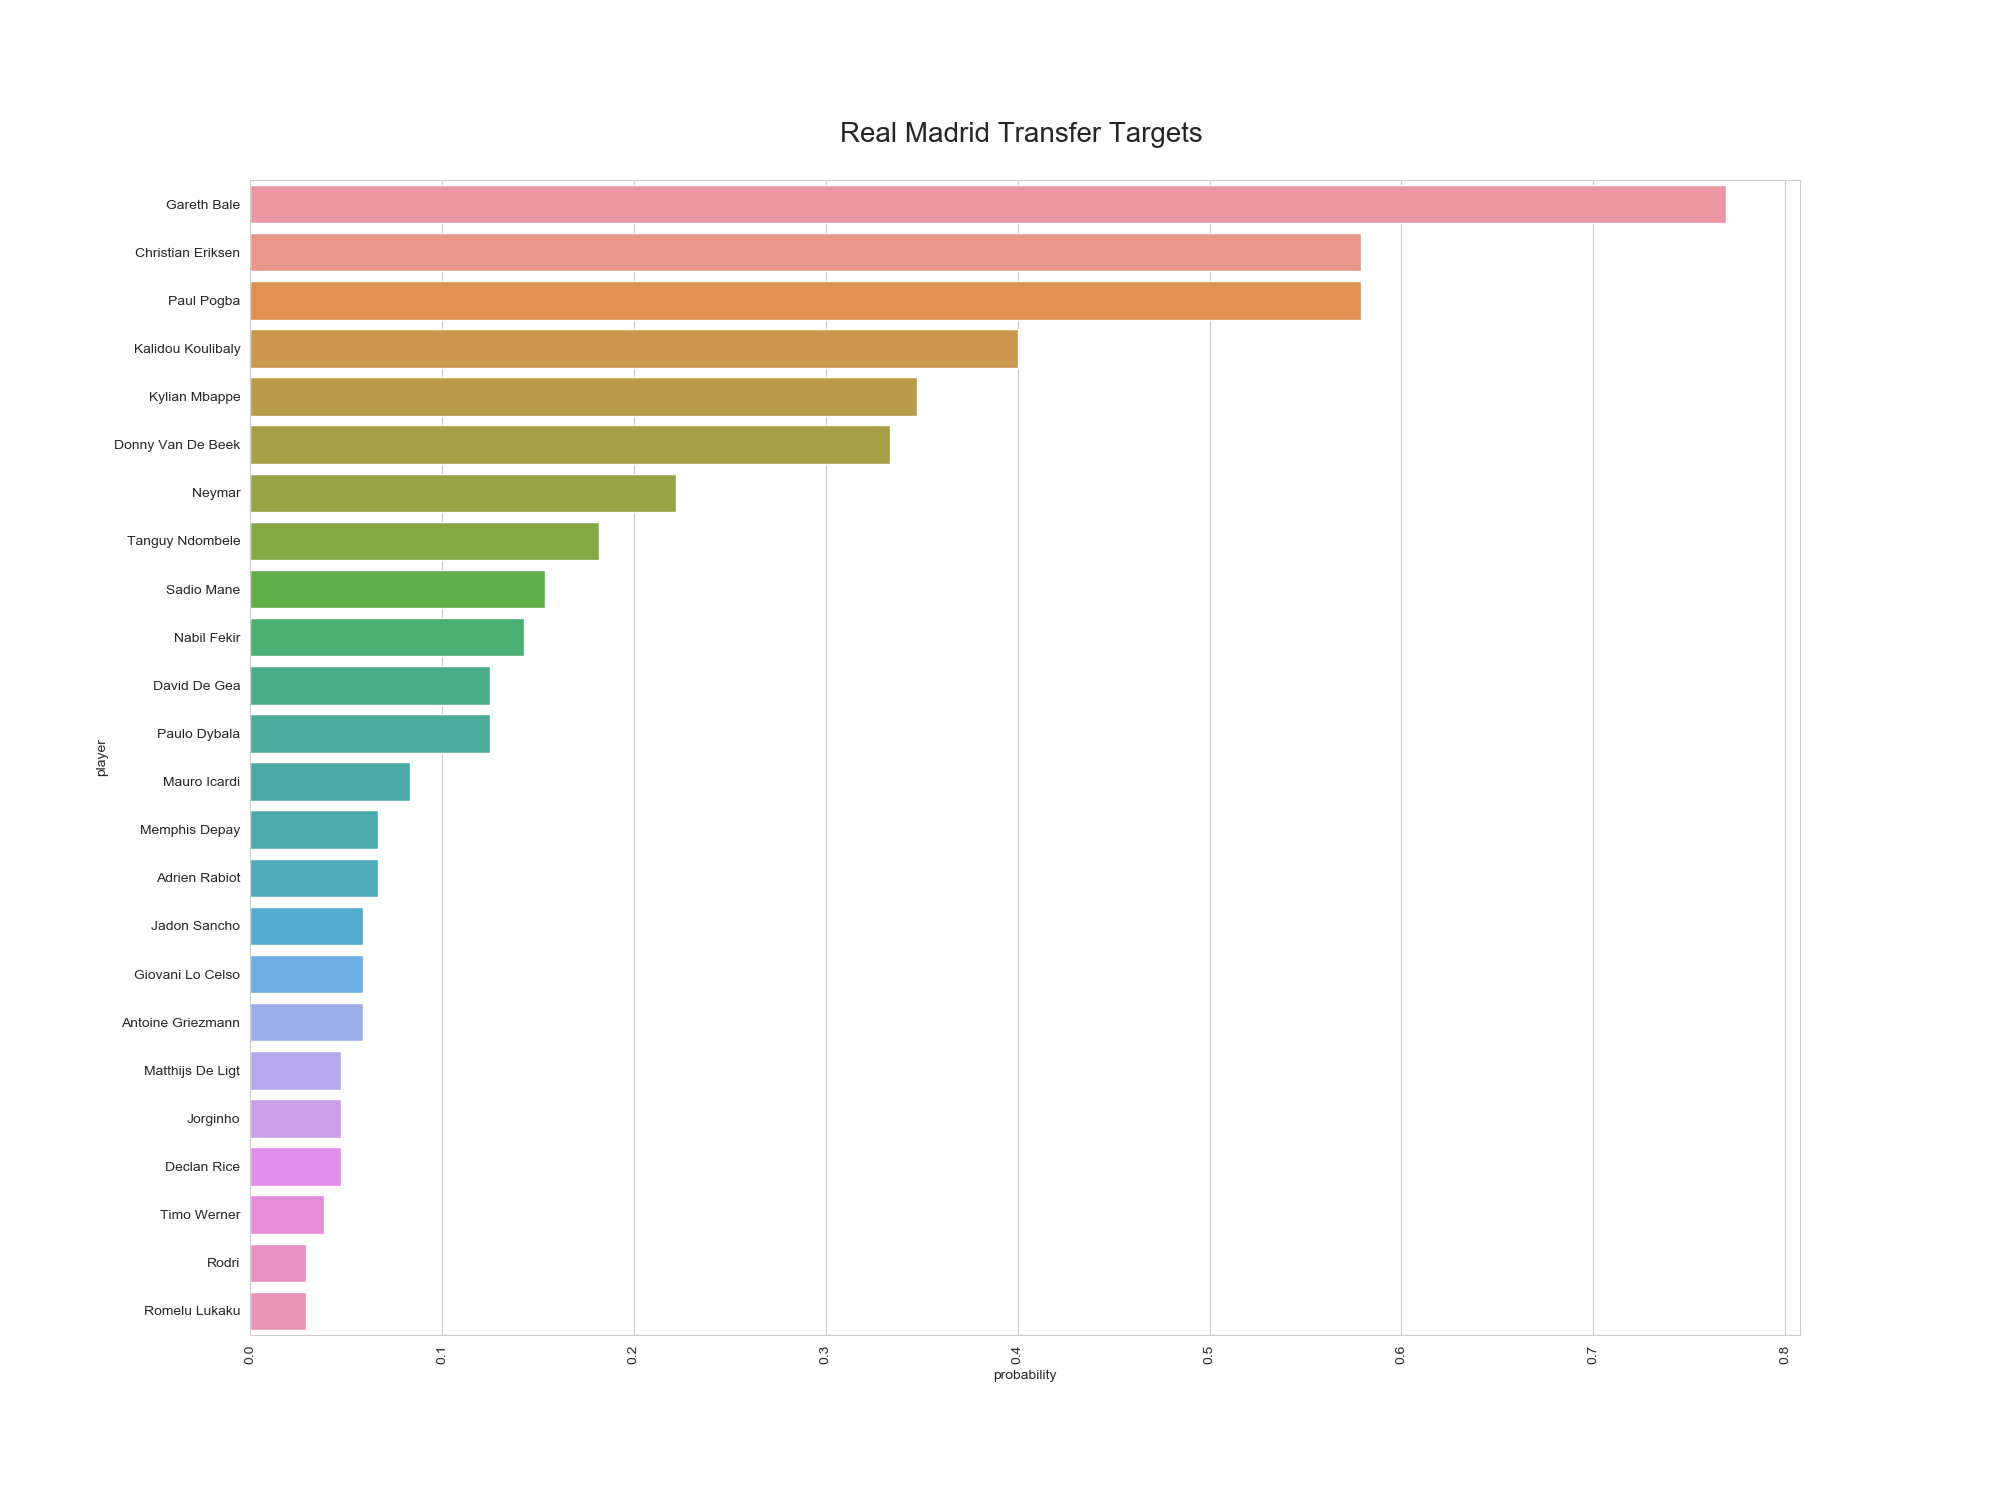 Real Madrid Transfer Targets
Gareth Bale
Christian Eriksen
Paul Pogba
Kalidou Koulibaly
Kylian Mbappe
Donny Van De Beek
Neymar
Tanguy Ndombele
Sadio Mane
Nabil Fekir
David De Gea
Paulo Dybala
Mauro Icardi
Memphis Depay
Adrien Rabiot
Jadon Sancho
Giovani Lo Celso
Antoine Griezmann
Matthijs De Ligt
Jorginho
Declan Rice
Timo Werner
Rodri
Romelu Lukaku
player
0.0
0.1
0.2
0.3
0.4
0.5
0.6
0.7
0.8
probability